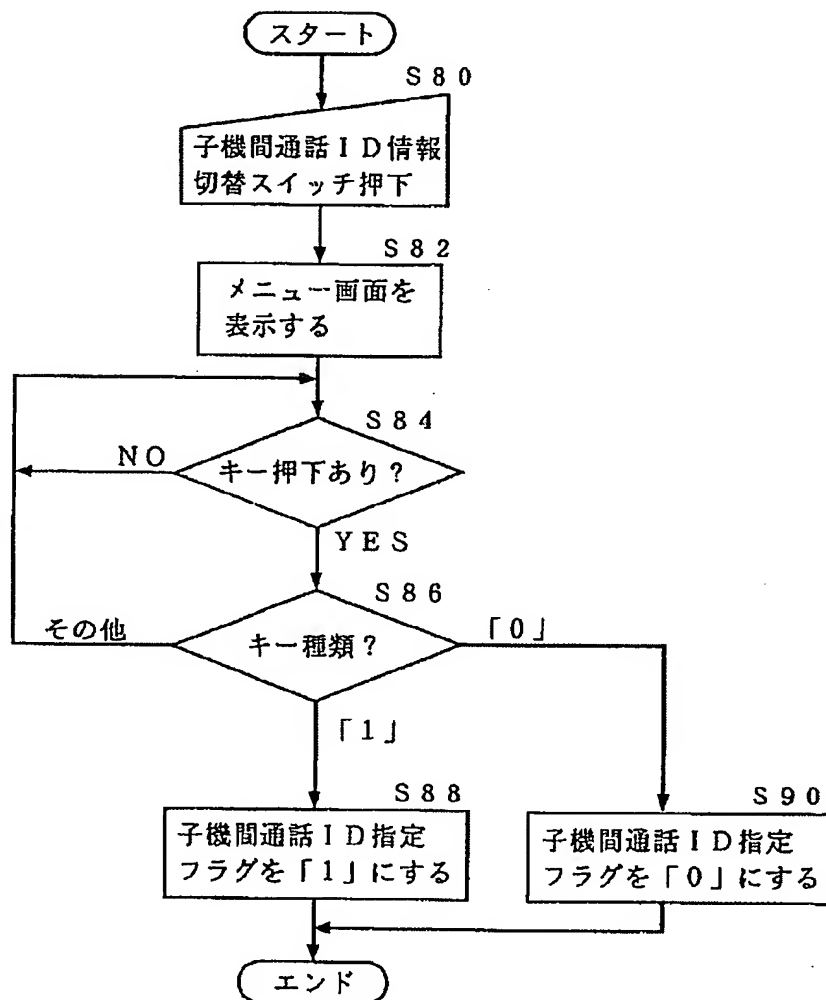 スタート
S80
子機間通話ID情報
切替スイッチ押下
S82
メニュー画面を
表示する
S84
NO
キー押下あり?
YES
S86
その他
キー種類?
「0」
「1」
S88
S90
子機間通話ID指定
フラグを「1」にする
子機間通話ID指定
フラグを「0」にする
エンド